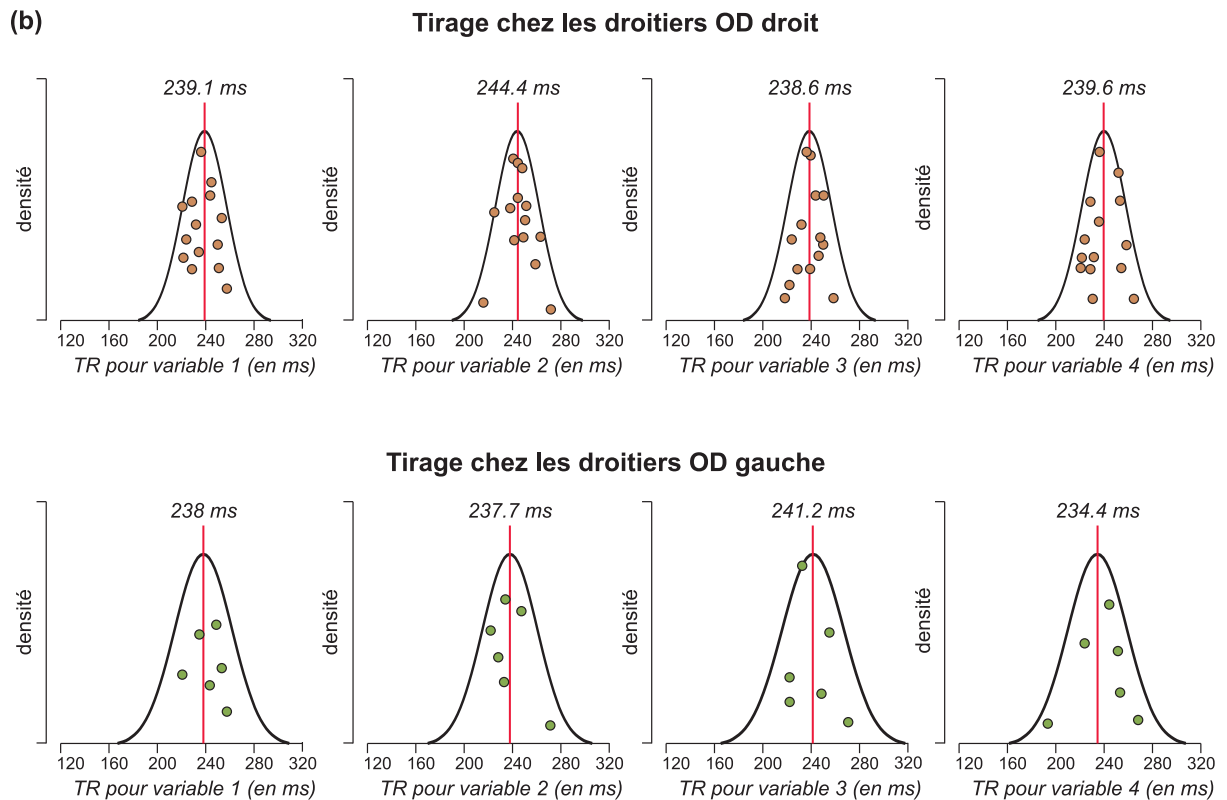 (b)
Tirage chez les droitiers OD droit
239.1 ms
densité
120 160 200 240 280 320
TR pour variable 1 (en ms)
244.4 ms
densité
120 160 200 240 280 320
TR pour variable 2 (en ms)
238.6 ms
densité
120 160 200 240 280 320
TR pour variable 3 (en ms)
239.6 ms
densité
120 160 200 240 280 320
TR pour variable 4 (en ms)
Tirage chez les droitiers OD gauche
238 ms
densité
120 160 200 240 280 320
TR pour variable 1 (en ms)
237.7 ms
densité
120 160 200 240 280 320
TR pour variable 2 (en ms)
241.2 ms
densité
120 160 200 240 280 320
TR pour variable 3 (en ms)
234.4 ms
densité
120 160 200 240 280 320
TR pour variable 4 (en ms)